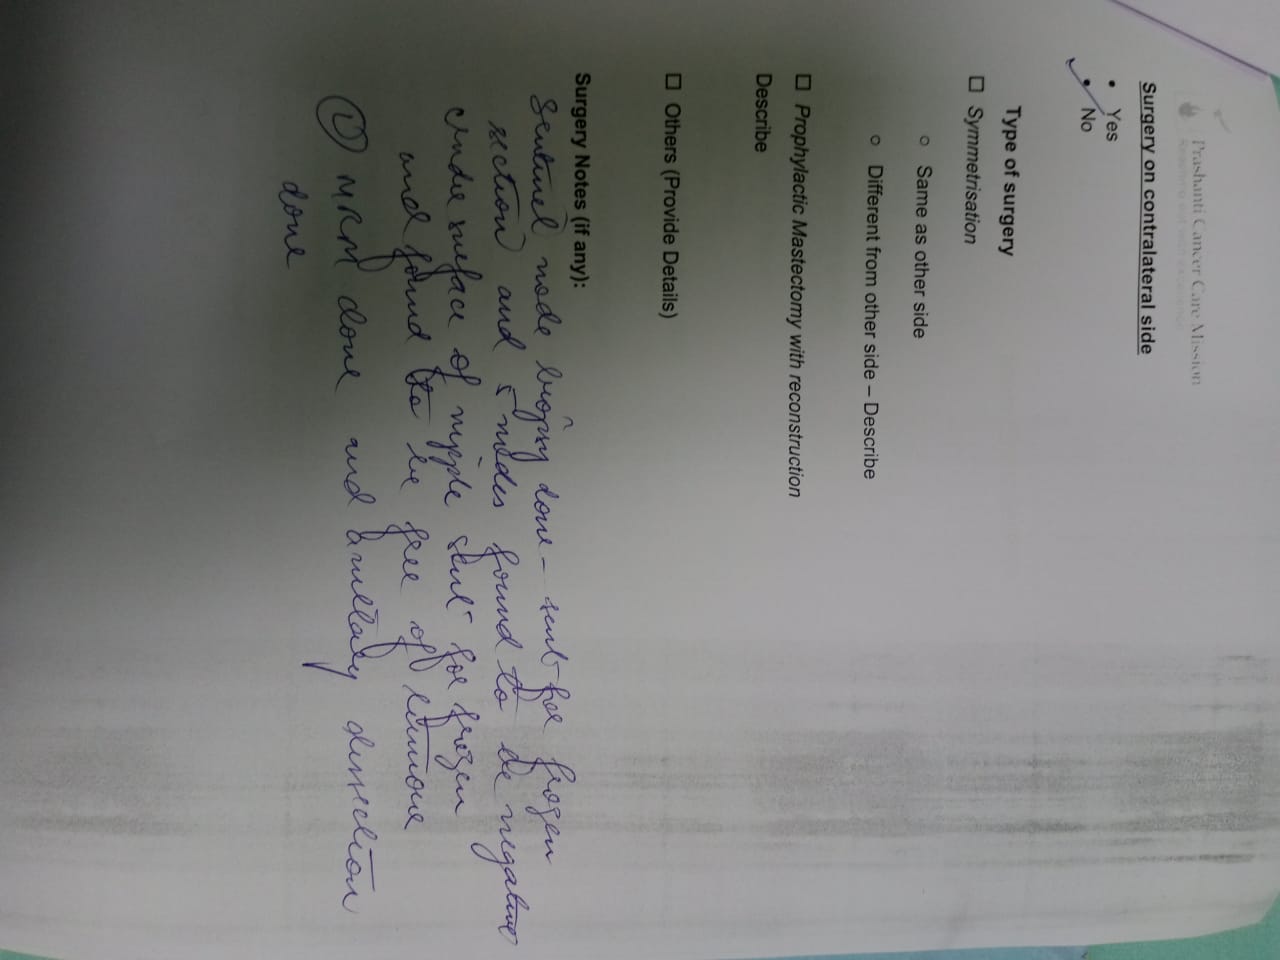 Prashanti Cancer Care Mission
Surgery on contralateral side
• Yes
• No
Type of surgery
☐ Symmetrisation
○ Same as other side
○ Different from other side – Describe
☐ Prophylactic Mastectomy with reconstruction
Describe
☐ Others (Provide Details)
Surgery Notes (if any):
Sentinel node biopsy done - sent for frozen
section and 5 nodes found to be negative
Under surface of nipple sent for frozen
and found to be free of tumour
MRM done and axillary dissection
done